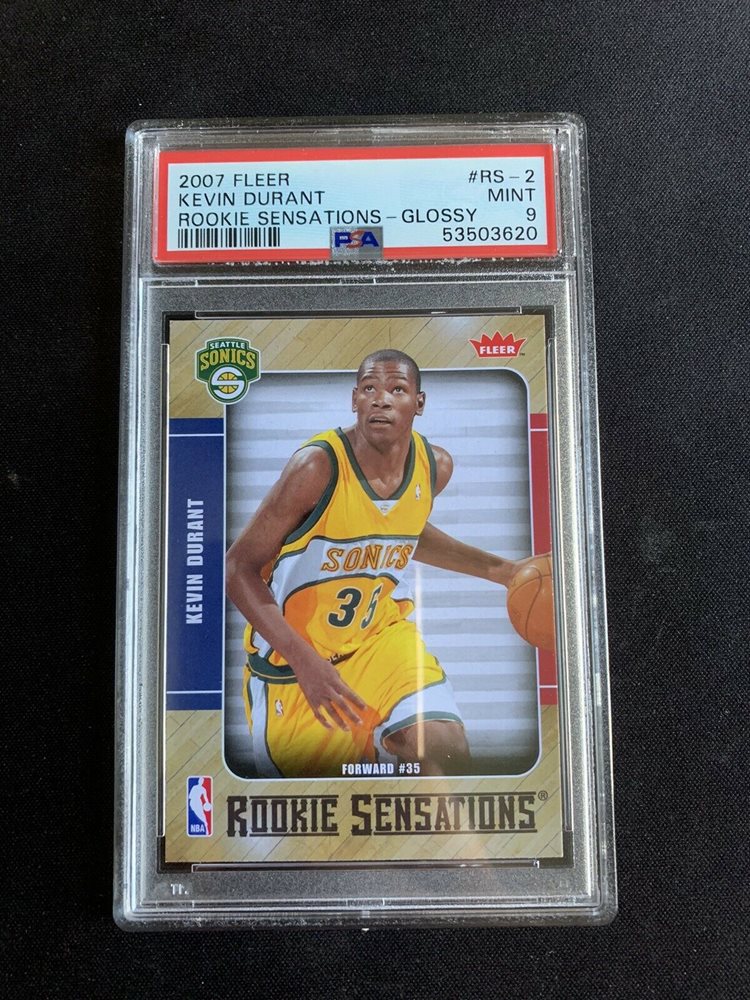 2007 FLEER #RS-2
KEVIN DURANT MINT
ROOKIE SENSATIONS-GLOSSY 9
PSA 53503620
SEATTLE
SONICS
FLEER™
KEVIN DURANT
SONICS
35
FORWARD #35
NBA
ROOKIE SENSATIONS®